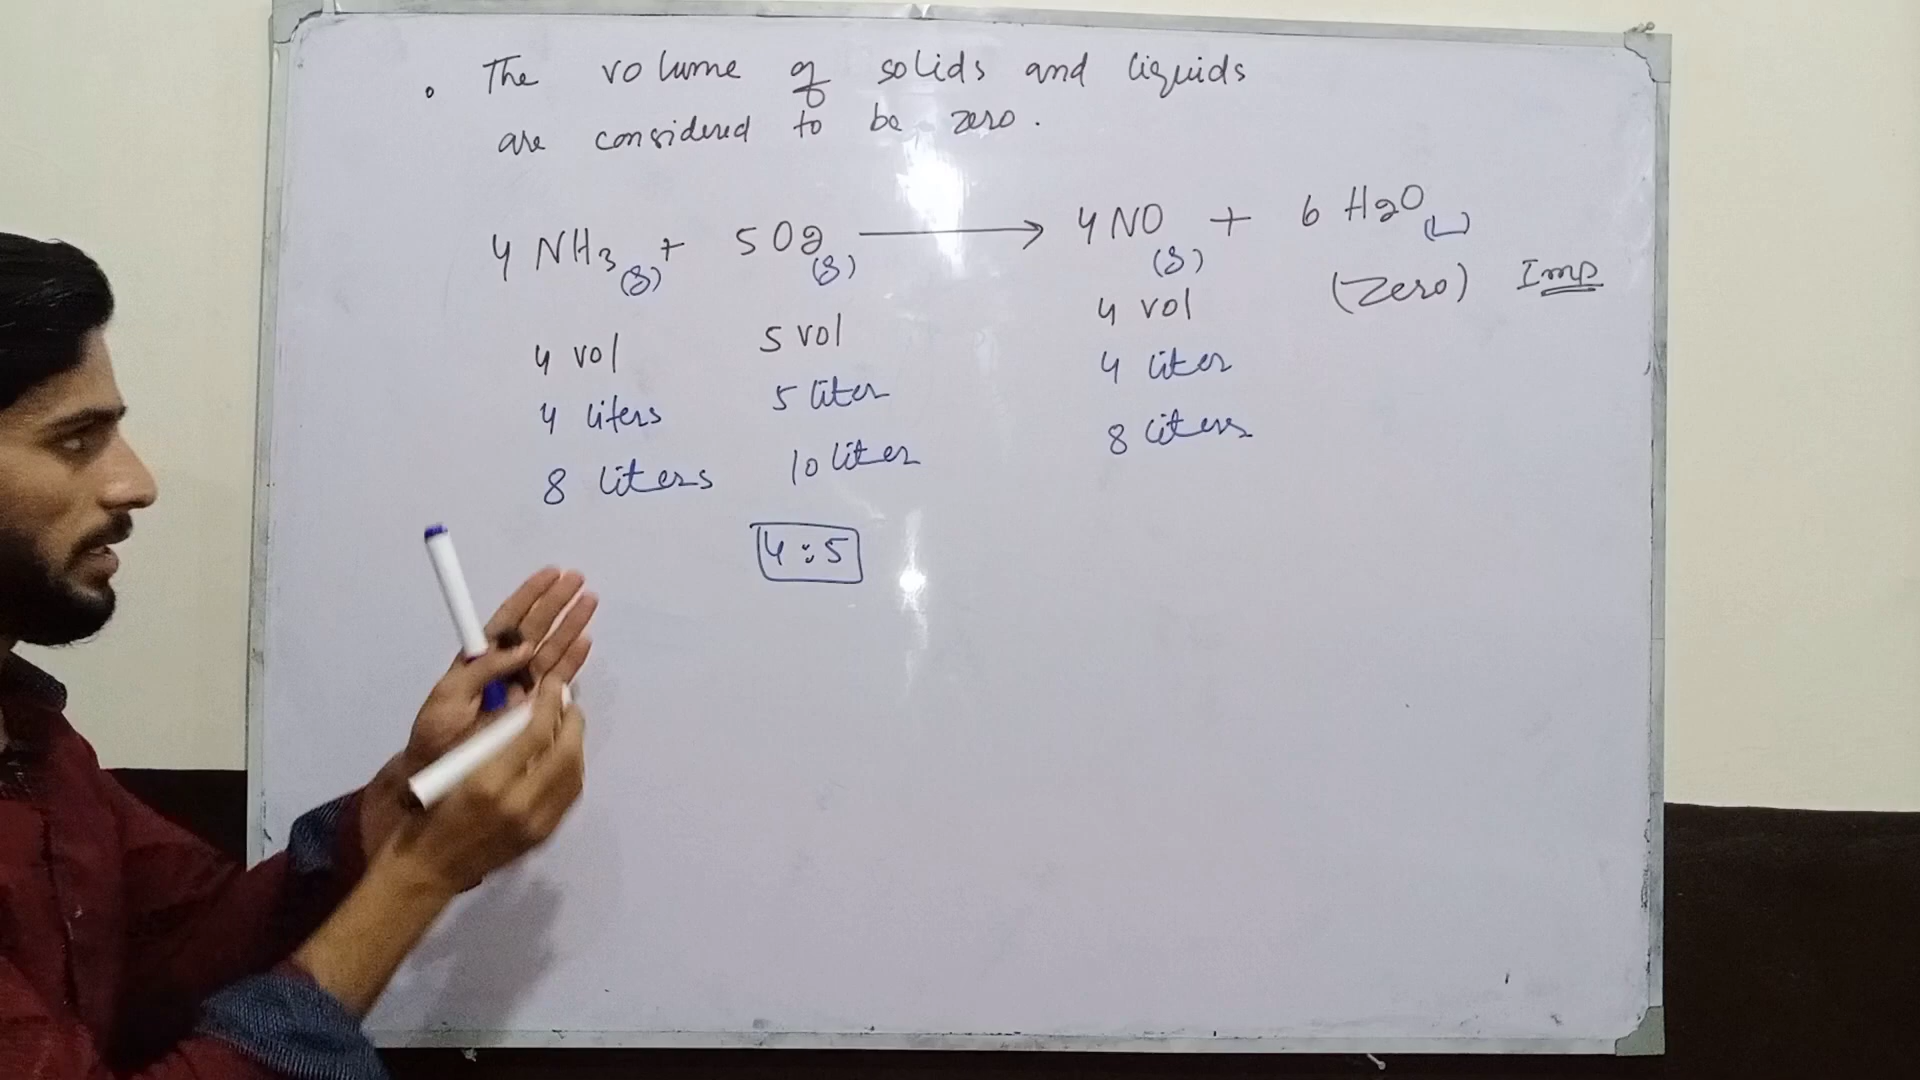 The volume of solids and liquids
are considered to be zero.
4 NH3 (g) + 5 O2 (g) → 4 NO (g) + 6 H2O (L)
(Zero) Imp
4 vol 5 vol 4 vol
4 liters 5 liter 4 liter
8 liters 10 liter 8 liters
4 : 5